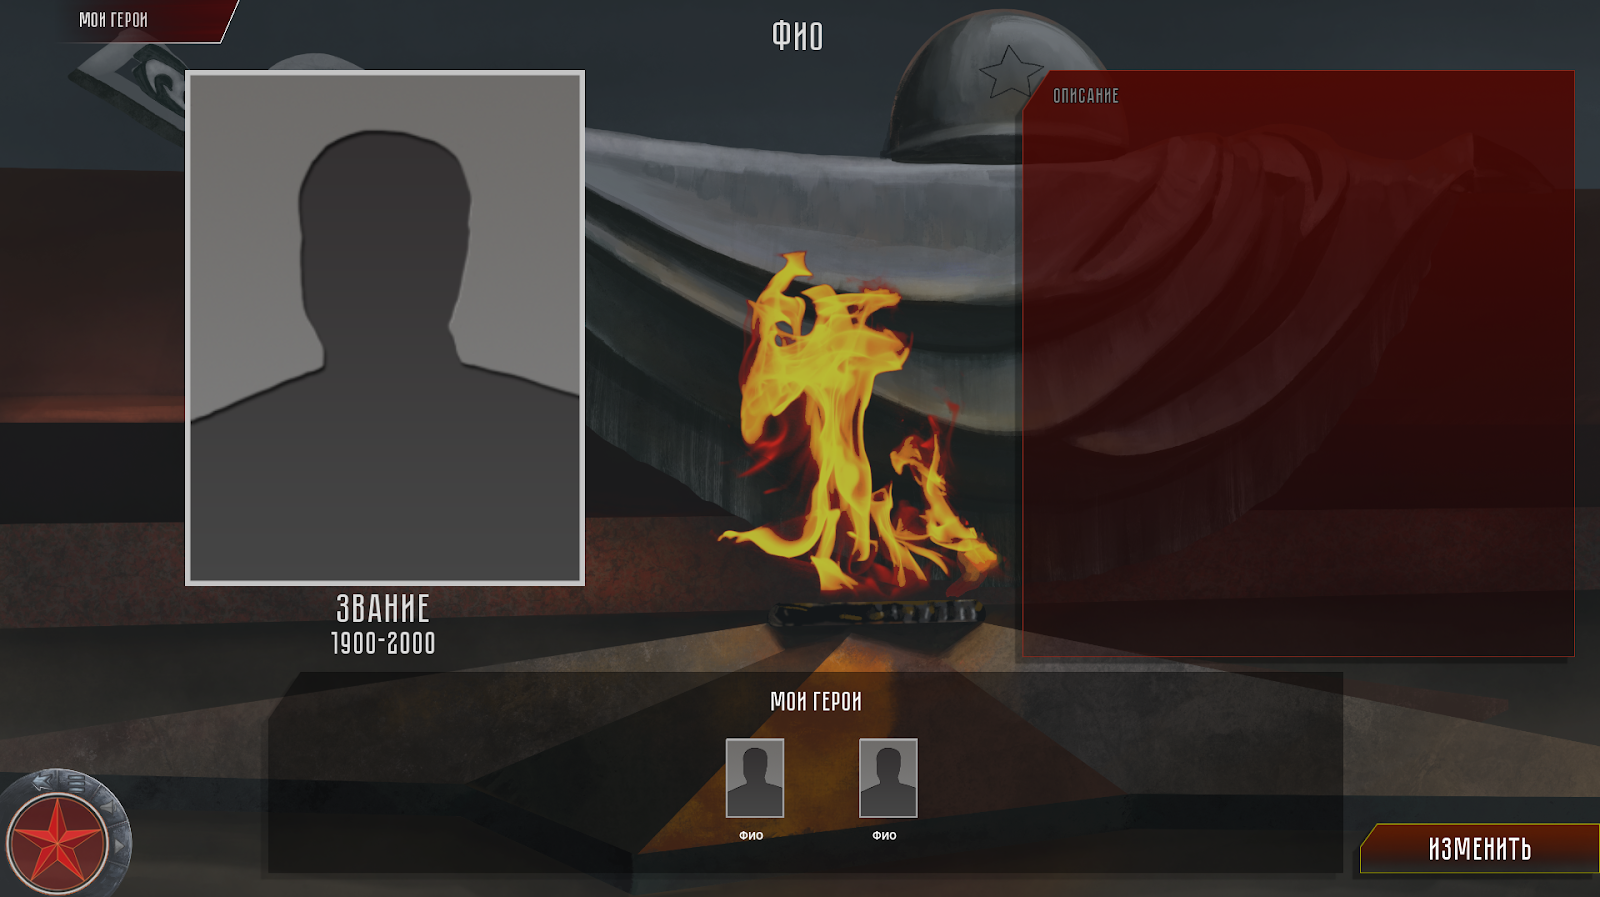 МОИ ГЕРОИ
ФИО
ОПИСАНИЕ
ЗВАНИЕ
1900-2000
МОИ ГЕРОИ
ФИО
ФИО
ИЗМЕНИТЬ